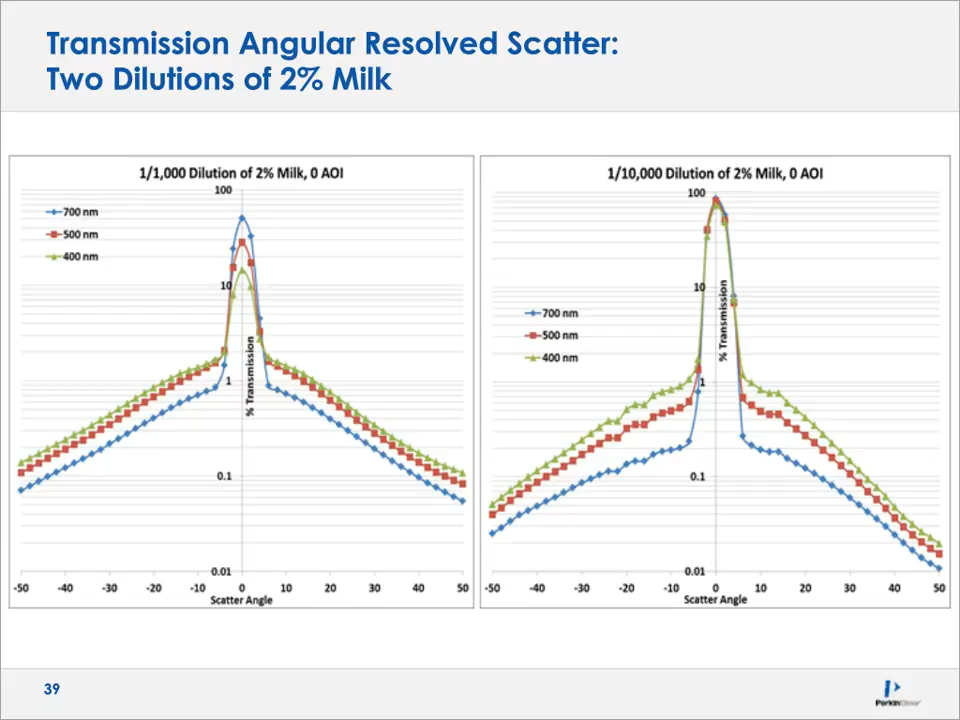 Transmission Angular Resolved Scatter:
Two Dilutions of 2% Milk
1/1,000 Dilution of 2% Milk, 0 AOI
100
700 nm
500 nm
400 nm
10
% Transmission
1
0.1
0.01
-50 -40 -30 -20 -10 0 10 20 30 40 50
Scatter Angle
1/10,000 Dilution of 2% Milk, 0 AOI
100
10
% Transmission
700 nm
500 nm
400 nm
1
0.1
0.01
-50 -40 -30 -20 -10 0 10 20 30 40 50
Scatter Angle
39
PerkinElmer